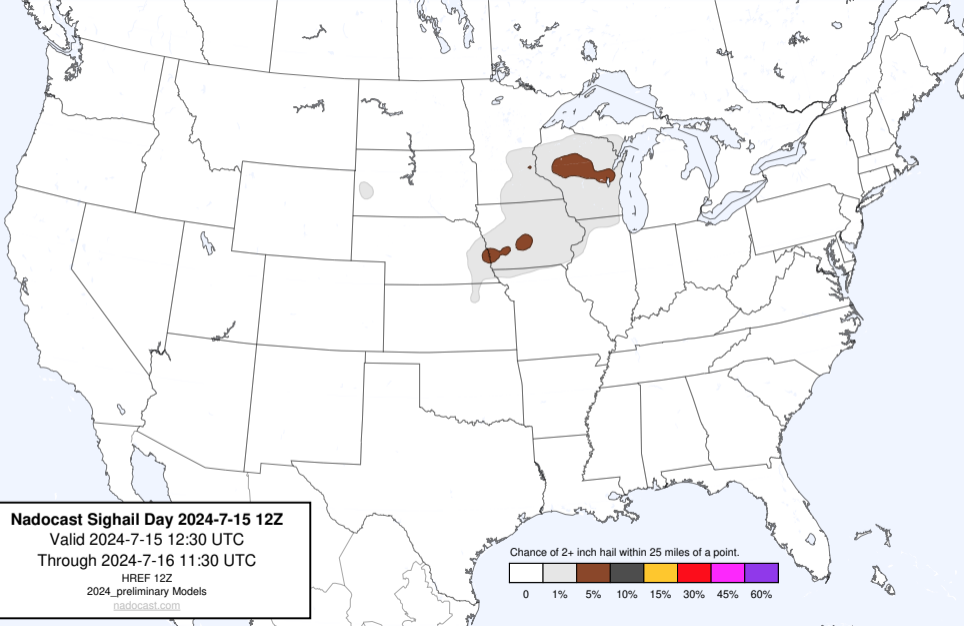 Nadocast Sighail Day 2024-7-15 12Z
Valid 2024-7-15 12:30 UTC
Through 2024-7-16 11:30 UTC
HREF 12Z
2024_preliminary Models
nadocast.com
Chance of 2+ inch hail within 25 miles of a point.
0 1% 5% 10% 15% 30% 45% 60%